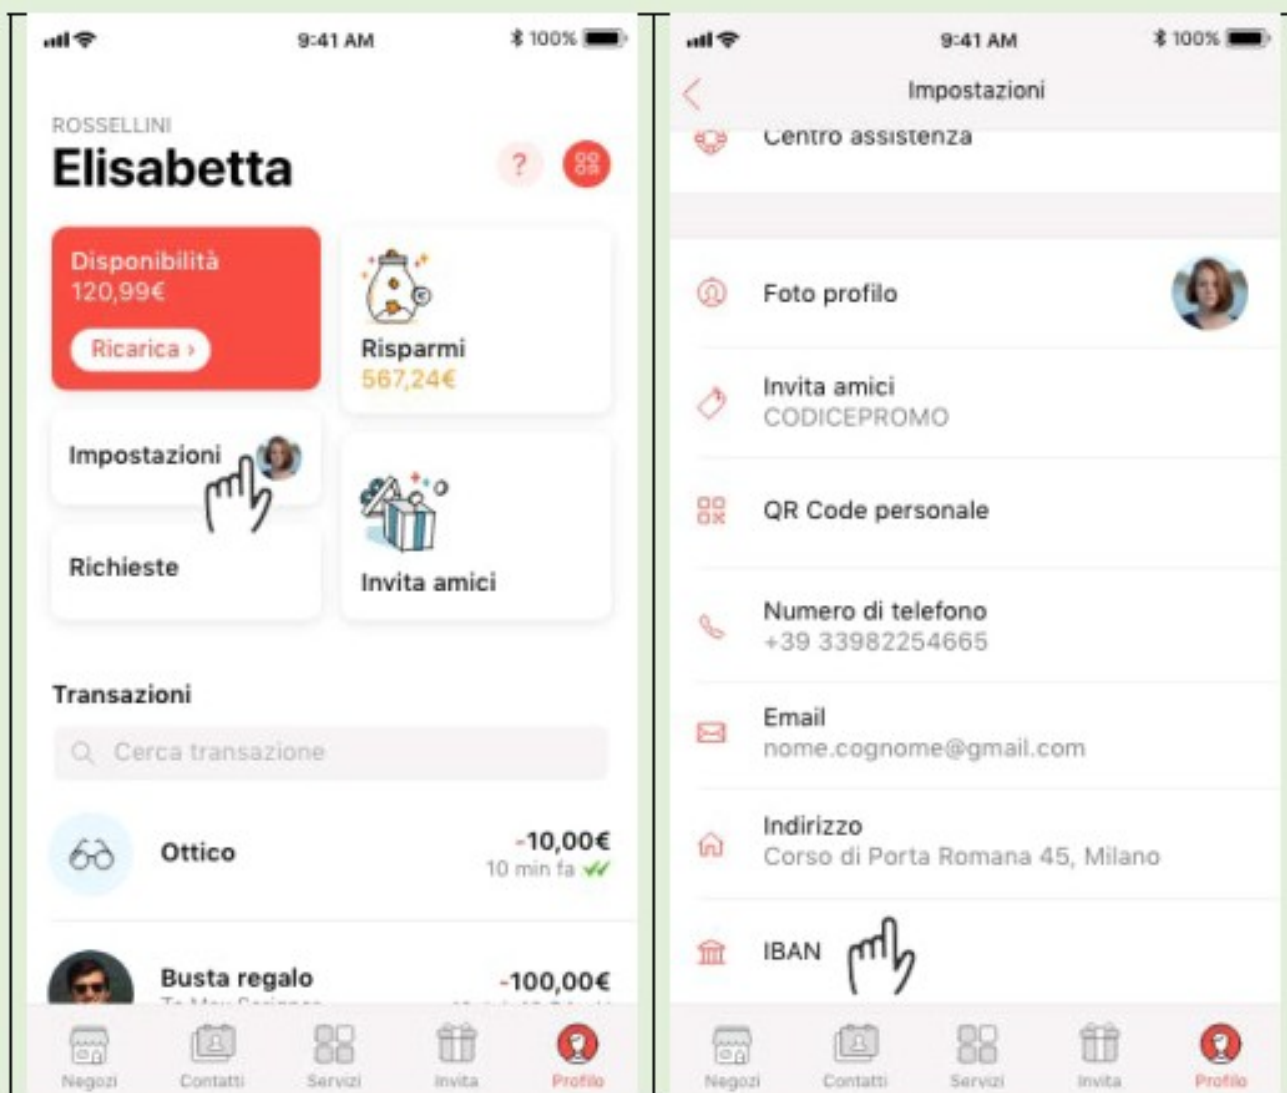 9:41 AM
100%
ROSSELLINI
Elisabetta
?
Disponibilità
120,99€
Ricarica ›
Risparmi
567,24€
Impostazioni
Richieste
Invita amici
Transazioni
Cerca transazione
Ottico
-10,00€
10 min fa
Busta regalo
-100,00€
Negozi
Contatti
Servizi
Invita
Profilo
9:41 AM
100%
Impostazioni
Centro assistenza
Foto profilo
Invita amici
CODICEPROMO
QR Code personale
Numero di telefono
+39 33982254665
Email
nome.cognome@gmail.com
Indirizzo
Corso di Porta Romana 45, Milano
IBAN
Negozi
Contatti
Servizi
Invita
Profilo